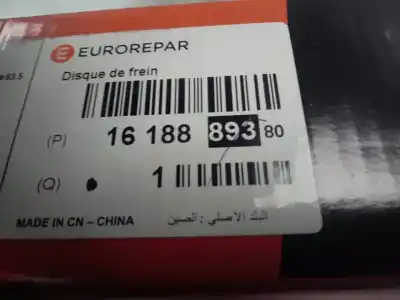 EUROREPAR
Disque de frein
(P) 16 188 893 80
(Q) 1
MADE IN CN – CHINA البلد الأصلي : الصين